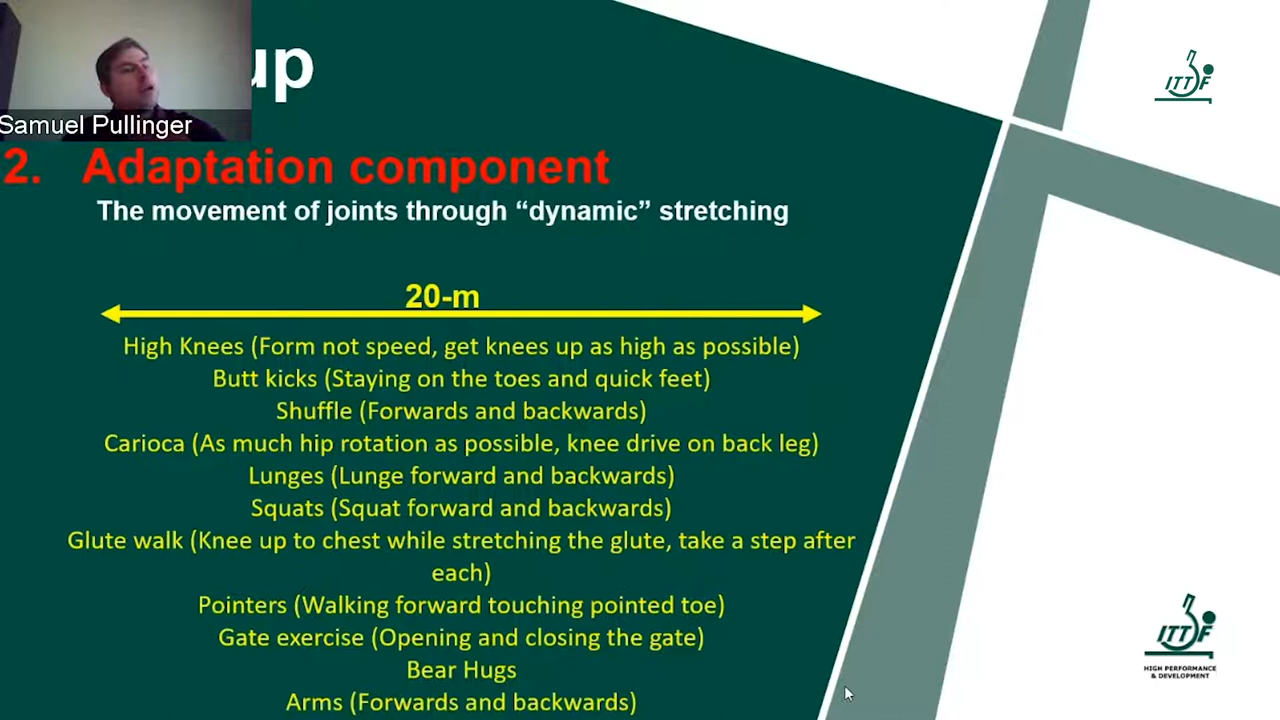 up
Samuel Pullinger
2. Adaptation component
The movement of joints through “dynamic” stretching
20-m
High Knees (Form not speed, get knees up as high as possible)
Butt kicks (Staying on the toes and quick feet)
Shuffle (Forwards and backwards)
Carioca (As much hip rotation as possible, knee drive on back leg)
Lunges (Lunge forward and backwards)
Squats (Squat forward and backwards)
Glute walk (Knee up to chest while stretching the glute, take a step after
each)
Pointers (Walking forward touching pointed toe)
Gate exercise (Opening and closing the gate)
Bear Hugs
Arms (Forwards and backwards)
ITTF
ITTF
HIGH PERFORMANCE
& DEVELOPMENT